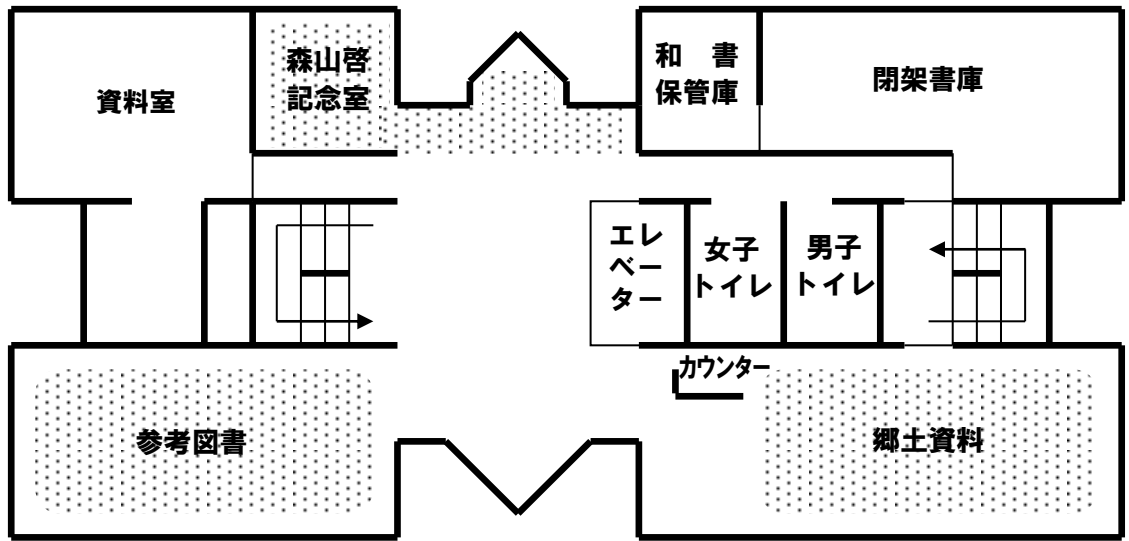 資料室
森山啓
記念室
和　書
保管庫
閉架書庫
エレ
ベー
ター
女子
トイレ
男子
トイレ
カウンター
参考図書
郷土資料